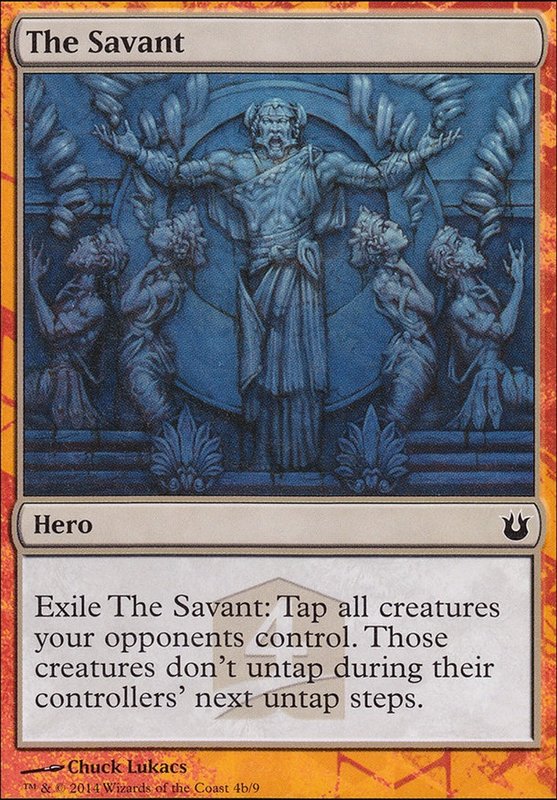 The Savant
Hero
4
Exile The Savant: Tap all creatures
your opponents control. Those
creatures don't untap during their
controllers' next untap steps.
Chuck Lukacs
™ & © 2014 Wizards of the Coast 4b/9